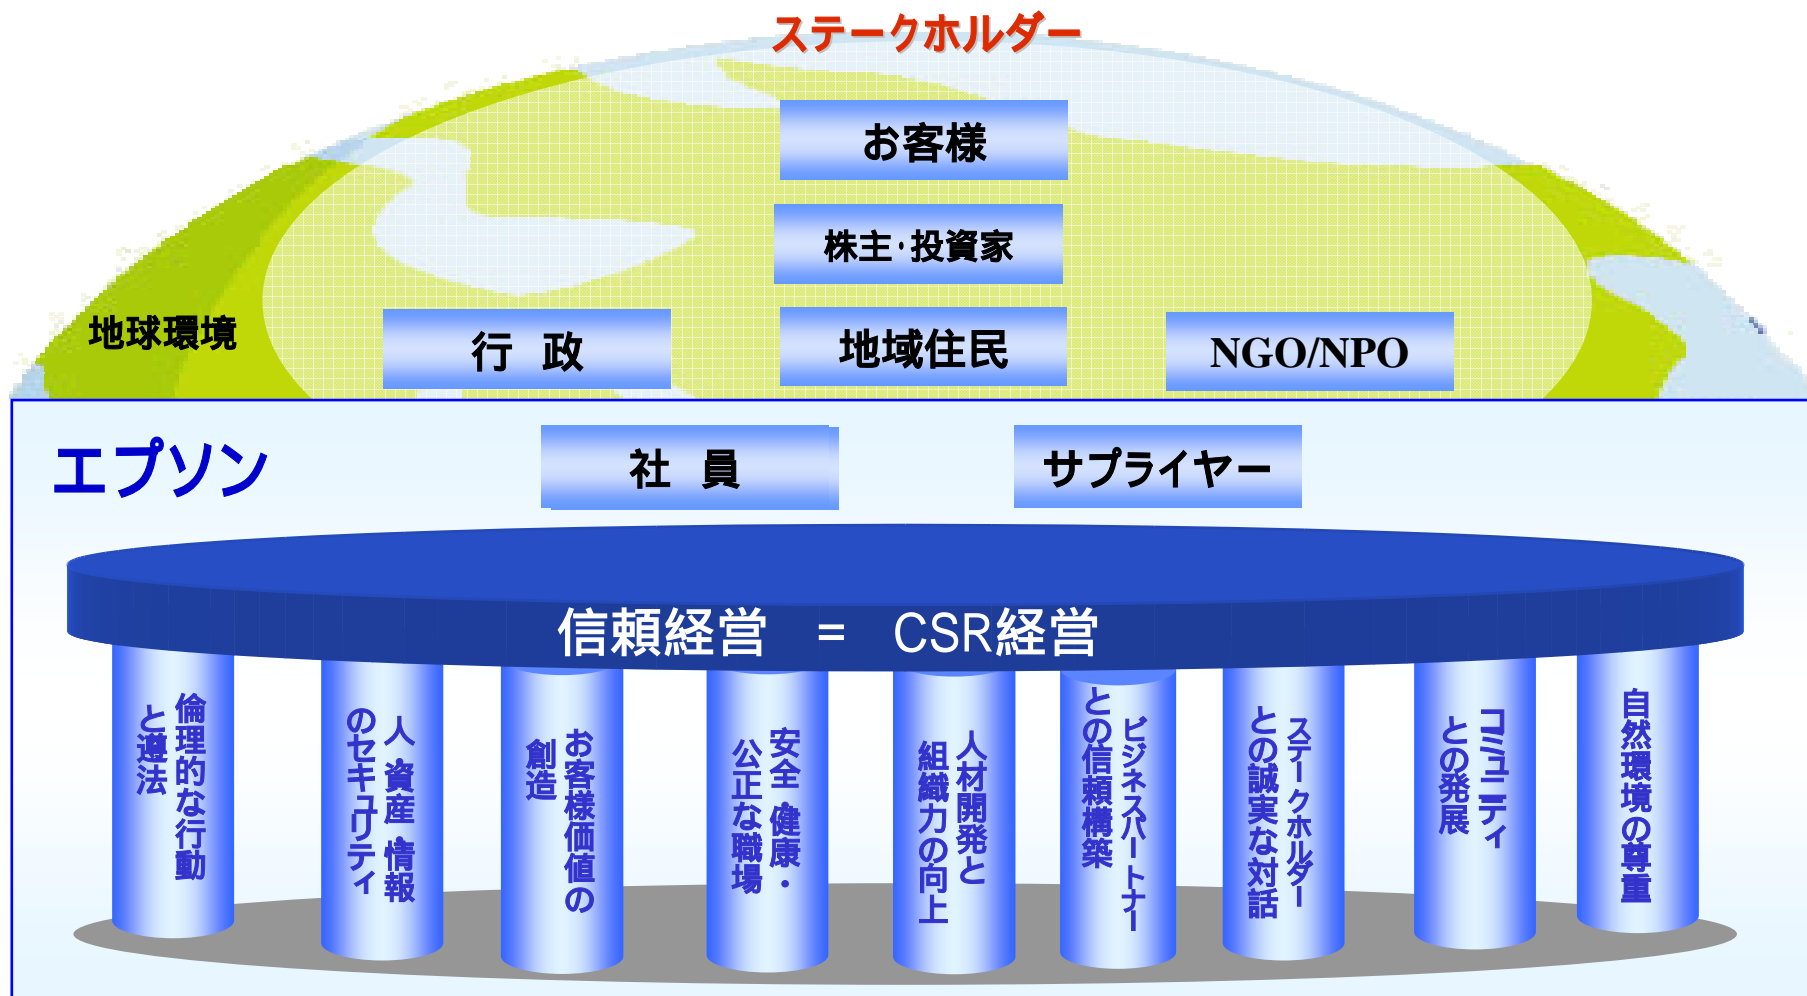 ステークホルダー
お客様
株主・投資家
地球環境
行 政
地域住民
NGO/NPO
エプソン
社 員
サプライヤー
信頼経営 = CSR経営
倫理的な行動
と遵法
人・資産・情報
のセキュリティ
お客様価値の
創造
安全・健康・
公正な職場
人材開発と
組織力の向上
ビジネスパートナー
との信頼構築
ステークホルダー
との誠実な対話
コミュニティ
との発展
自然環境の尊重